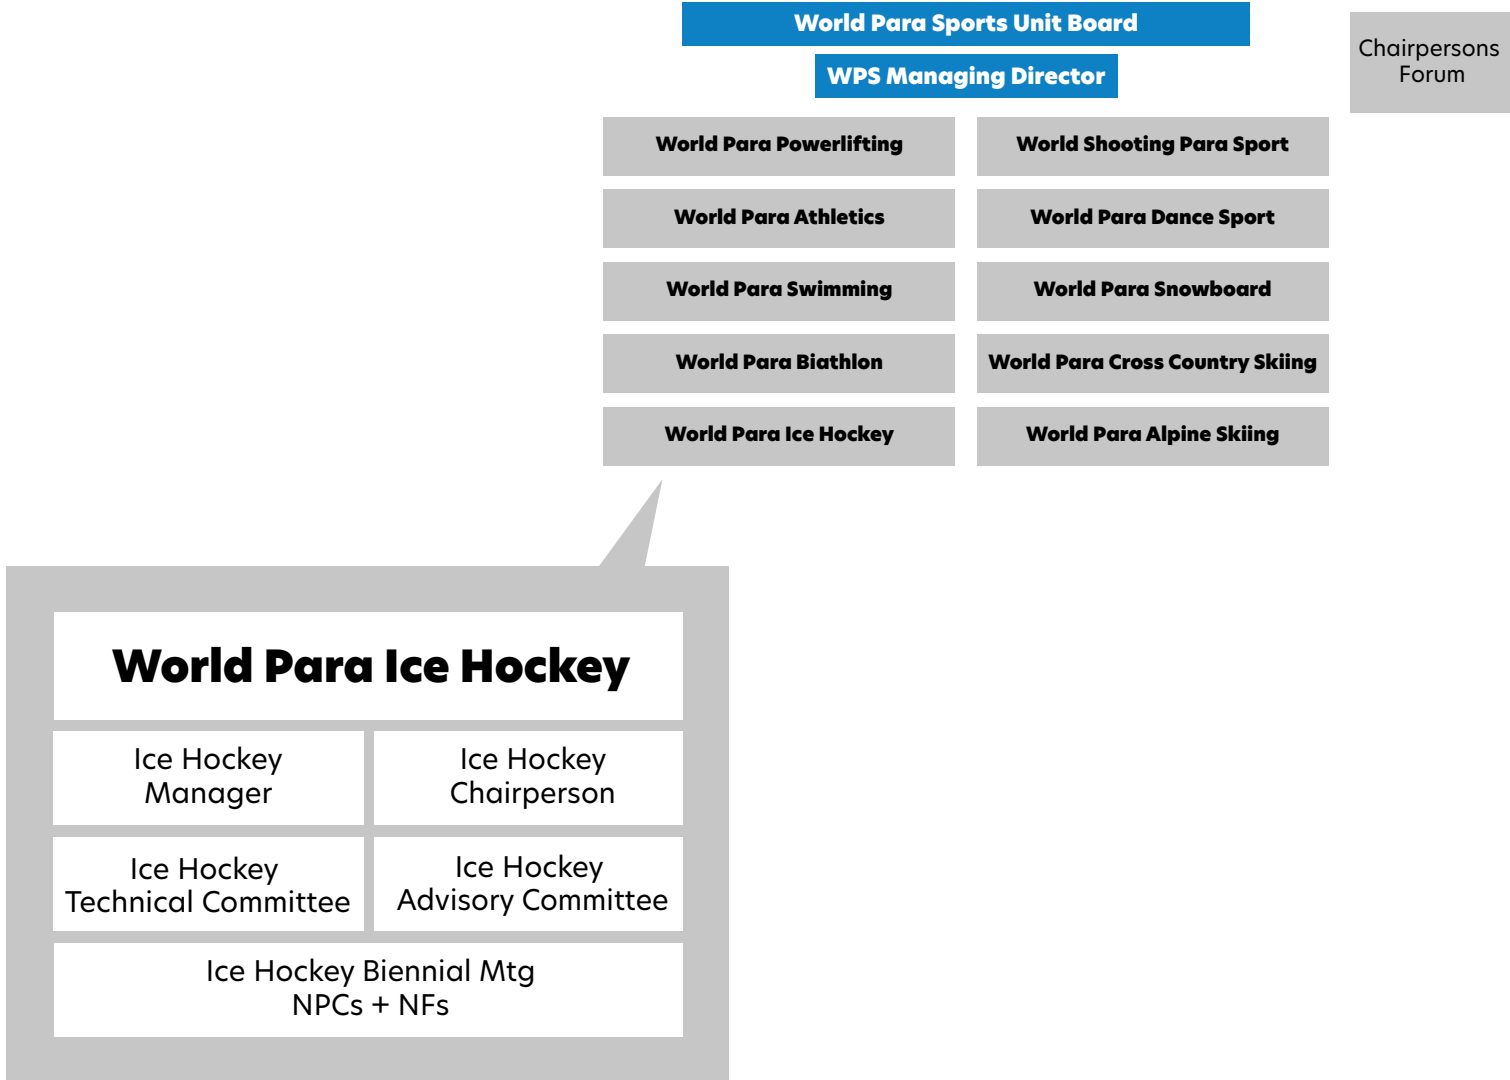 World Para Sports Unit Board
WPS Managing Director
Chairpersons
Forum
World Para Powerlifting
World Shooting Para Sport
World Para Athletics
World Para Dance Sport
World Para Swimming
World Para Snowboard
World Para Biathlon
World Para Cross Country Skiing
World Para Ice Hockey
World Para Alpine Skiing
World Para Ice Hockey
Ice Hockey
Manager
Ice Hockey
Chairperson
Ice Hockey
Technical Committee
Ice Hockey
Advisory Committee
Ice Hockey Biennial Mtg
NPCs + NFs